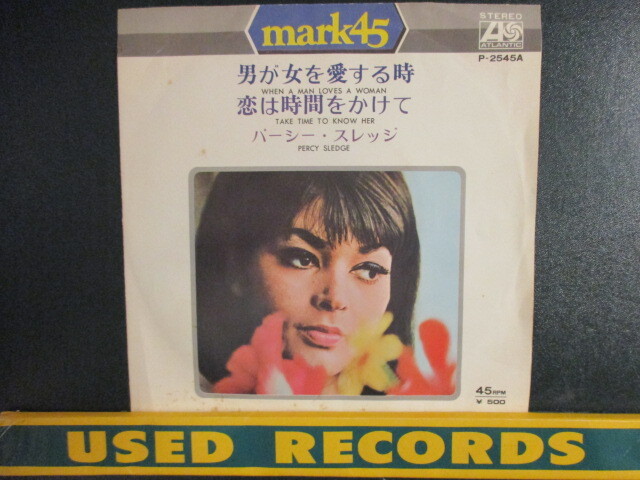 mark45
STEREO
ATLANTIC
P-2545A
男が女を愛する時
WHEN A MAN LOVES A WOMAN
恋は時間をかけて
TAKE TIME TO KNOW HER
パーシー・スレッジ
PERCY SLEDGE
45RPM
¥ 500
USED RECORDS